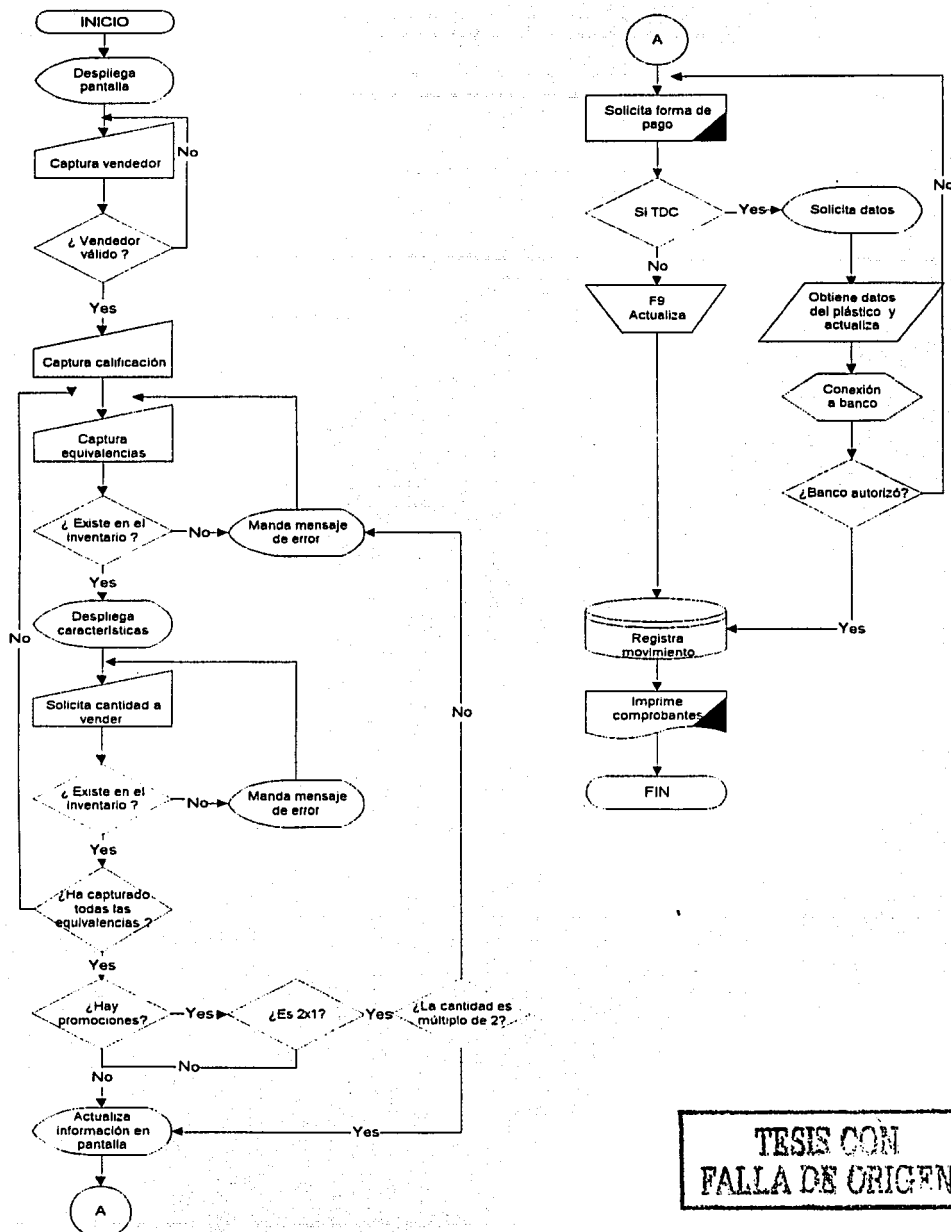 INICIO
Despliega
pantalla
No
Captura vendedor
¿ Vendedor
válido ?
Yes
Captura calificación
Captura
equivalencias
¿ Existe en el
inventario ?
No
Manda mensaje
de error
Yes
Despliega
características
No
Solicita cantidad a
vender
No
¿ Existe en el
inventario ?
No
Manda mensaje
de error
Yes
¿Ha capturado
todas las
equivalencias ?
Yes
¿Hay
promociones?
Yes
¿Es 2x1?
Yes
¿La cantidad es
múltiplo de 2?
No
No
Actualiza
información en
pantalla
Yes
A
A
Solicita forma de
pago
No
Si TDC
Yes
Solicita datos
No
F9
Actualiza
Obtiene datos
del plástico y
actualiza
Conexión
a banco
¿Banco autorizó?
Yes
Registra
movimiento
Imprime
comprobantes
FIN
TESIS CON
FALLA DE ORIGEN